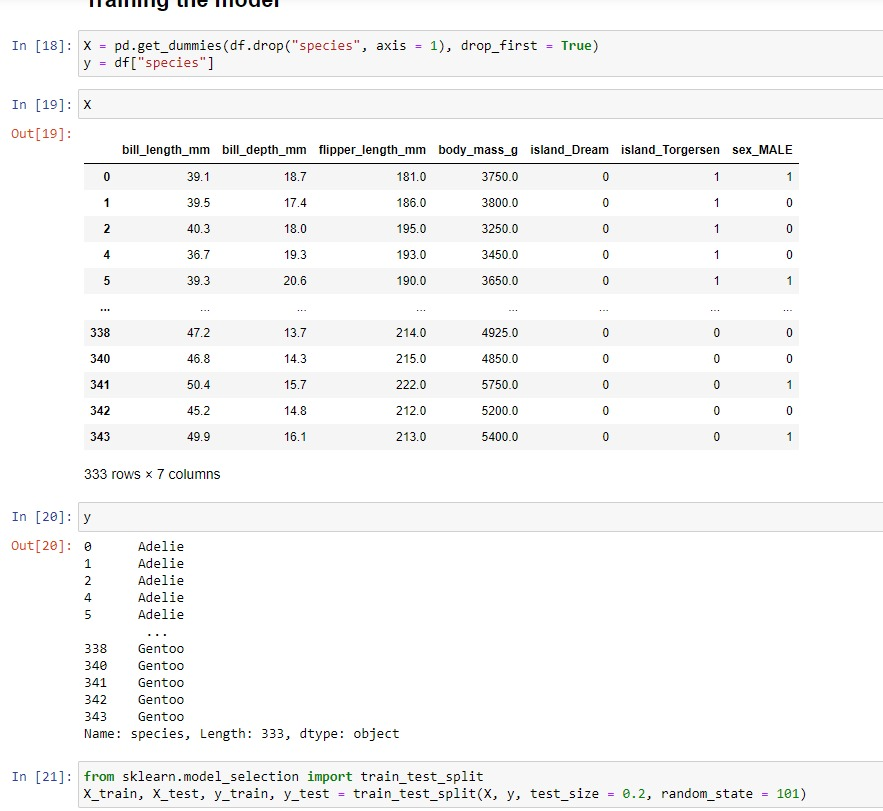 Training the model
In [18]: X = pd.get_dummies(df.drop("species", axis = 1), drop_first = True)
y = df["species"]
In [19]: X
Out[19]:
bill_length_mm bill_depth_mm flipper_length_mm body_mass_g island_Dream island_Torgersen sex_MALE
0 39.1 18.7 181.0 3750.0 0 1 1
1 39.5 17.4 186.0 3800.0 0 1 0
2 40.3 18.0 195.0 3250.0 0 1 0
4 36.7 19.3 193.0 3450.0 0 1 0
5 39.3 20.6 190.0 3650.0 0 1 1
... ... ... ... ... ... ... ...
338 47.2 13.7 214.0 4925.0 0 0 0
340 46.8 14.3 215.0 4850.0 0 0 0
341 50.4 15.7 222.0 5750.0 0 0 1
342 45.2 14.8 212.0 5200.0 0 0 0
343 49.9 16.1 213.0 5400.0 0 0 1
333 rows × 7 columns
In [20]: y
Out[20]: 0 Adelie
1 Adelie
2 Adelie
4 Adelie
5 Adelie
...
338 Gentoo
340 Gentoo
341 Gentoo
342 Gentoo
343 Gentoo
Name: species, Length: 333, dtype: object
In [21]: from sklearn.model_selection import train_test_split
X_train, X_test, y_train, y_test = train_test_split(X, y, test_size = 0.2, random_state = 101)